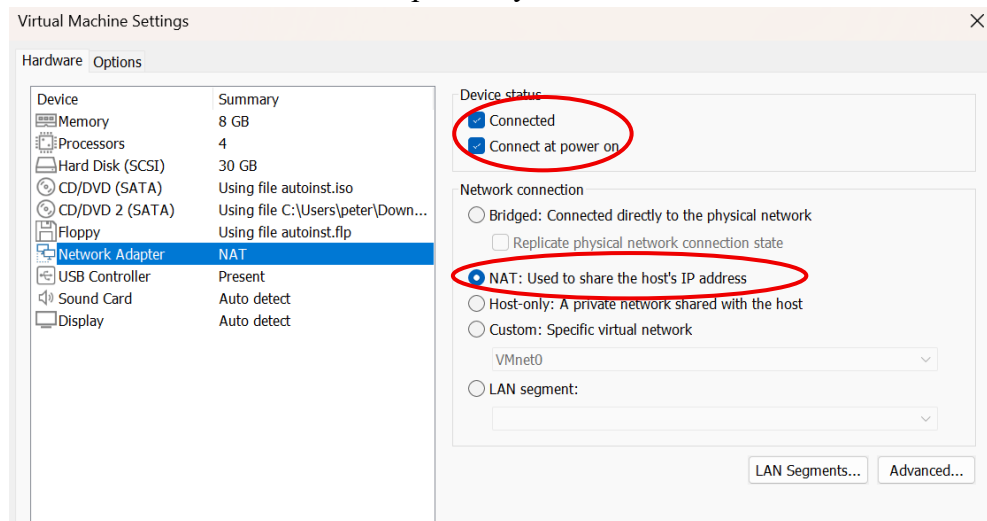 Virtual Machine Settings
Hardware Options
Device Summary
Memory 8 GB
Processors 4
Hard Disk (SCSI) 30 GB
CD/DVD (SATA) Using file autoinst.iso
CD/DVD 2 (SATA) Using file C:\Users\peter\Down...
Floppy Using file autoinst.flp
Network Adapter NAT
USB Controller Present
Sound Card Auto detect
Display Auto detect
Device status
Connected
Connect at power on
Network connection
Bridged: Connected directly to the physical network
Replicate physical network connection state
NAT: Used to share the host's IP address
Host-only: A private network shared with the host
Custom: Specific virtual network
VMnet0
LAN segment:
LAN Segments... Advanced...